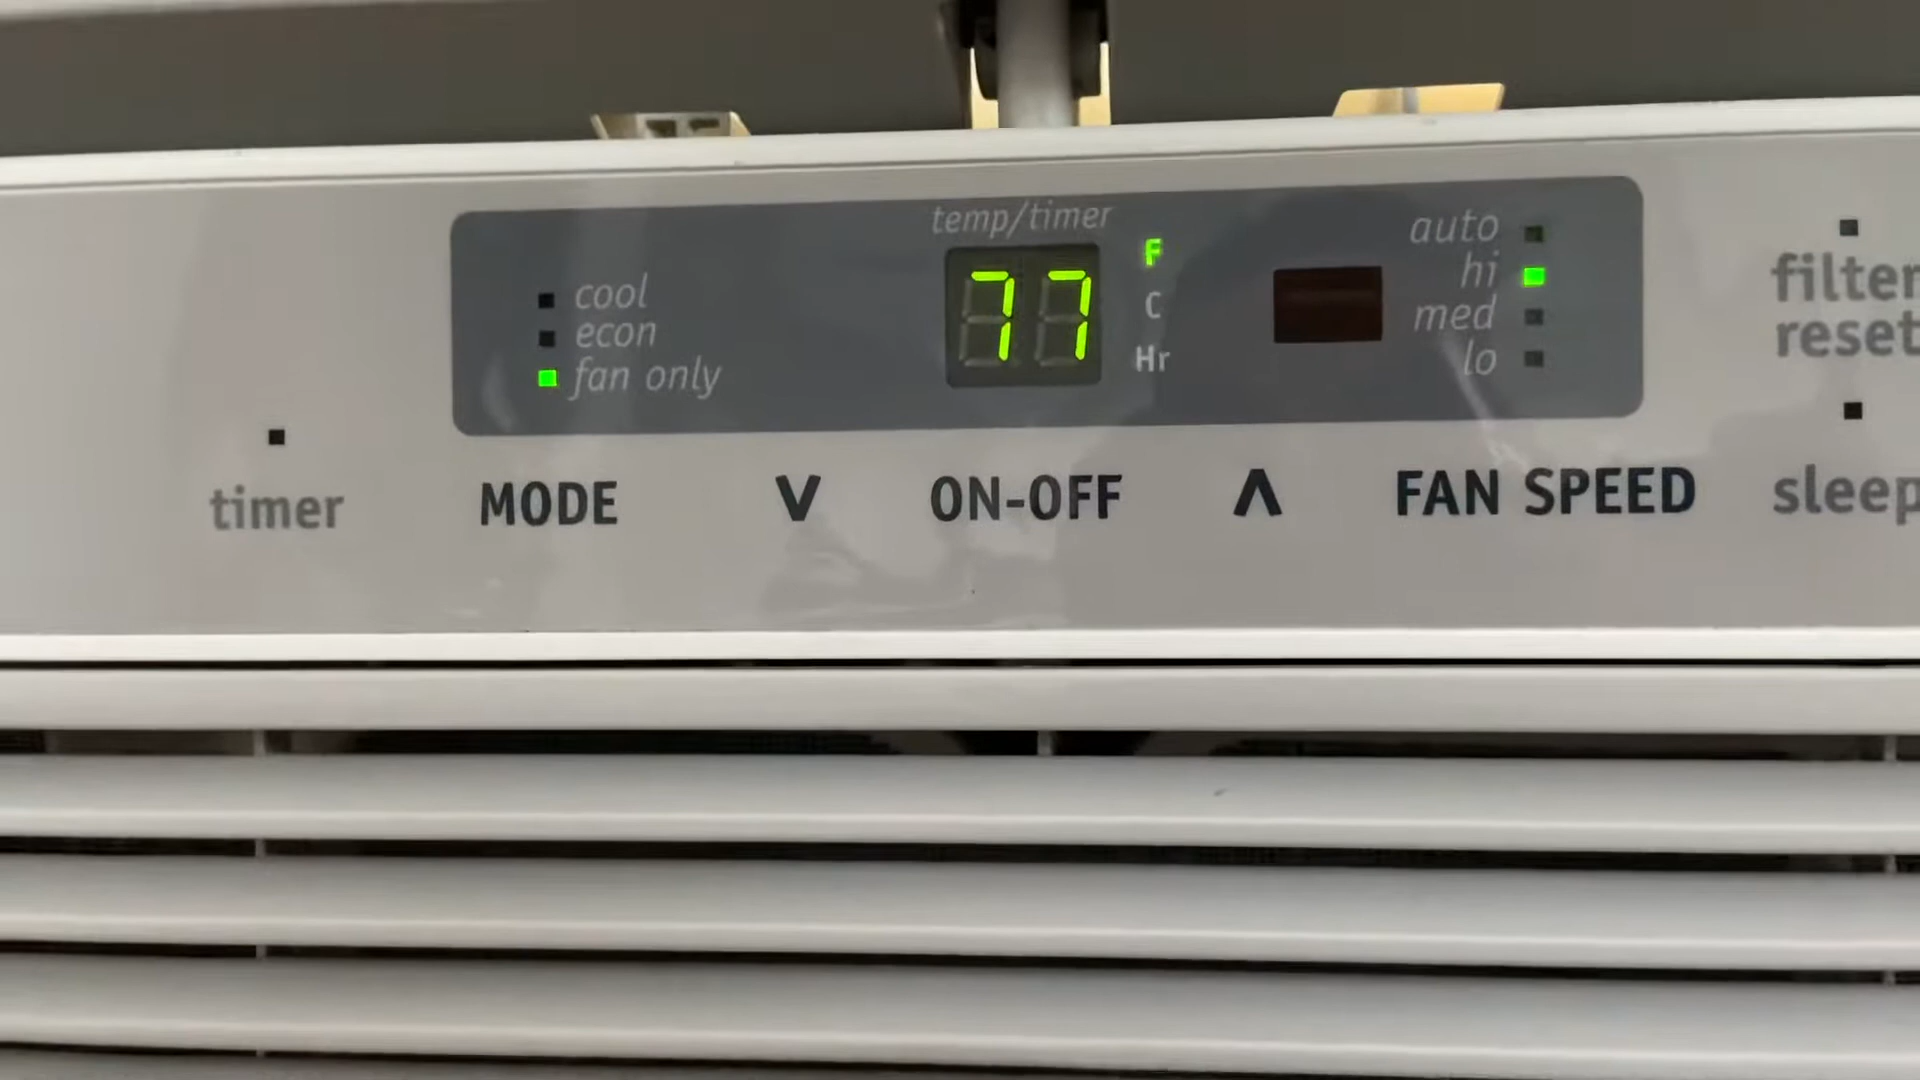 temp/timer
77
F
C
Hr
cool
econ
fan only
auto
hi
med
lo
filter
reset
timer
MODE
V
ON-OFF
Λ
FAN SPEED
sleep